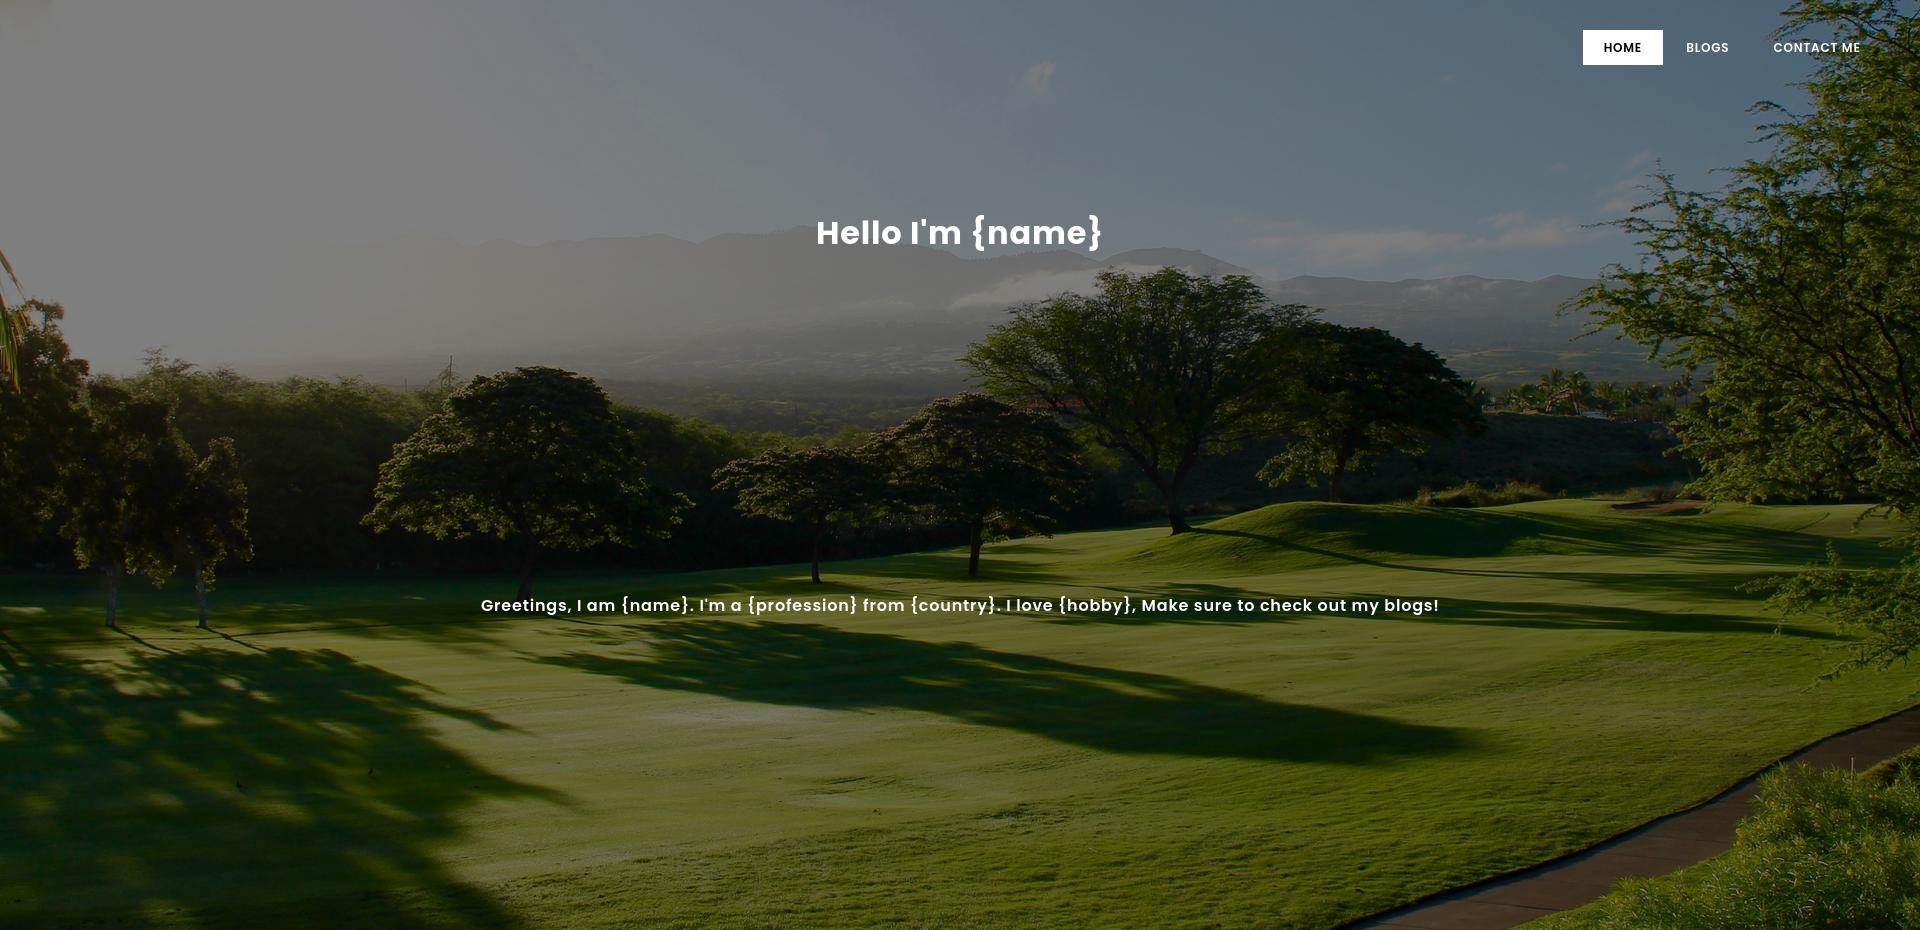 HOME BLOGS CONTACT ME
Hello I'm {name}
Greetings, I am {name}. I'm a {profession} from {country}. I love {hobby}, Make sure to check out my blogs!